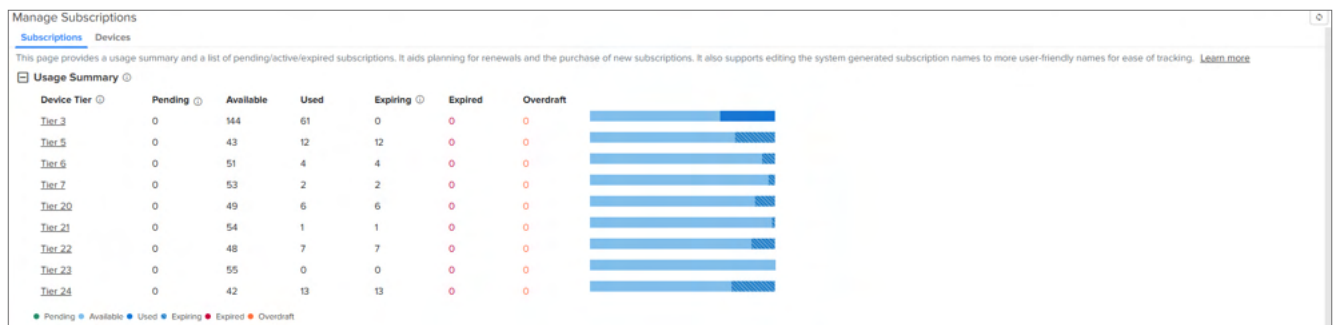 Manage Subscriptions
Subscriptions Devices
This page provides a usage summary and a list of pending/active/expired subscriptions. It aids planning for renewals and the purchase of new subscriptions. It also supports editing the system generated subscription names to more user-friendly names for ease of tracking. Learn more
Usage Summary
Device Tier Pending Available Used Expiring Expired Overdraft
Tier 3 0 144 61 0 0 0
Tier 5 0 43 12 12 0 0
Tier 6 0 51 4 4 0 0
Tier 7 0 53 2 2 0 0
Tier 20 0 49 6 6 0 0
Tier 21 0 54 1 1 0 0
Tier 22 0 48 7 7 0 0
Tier 23 0 55 0 0 0 0
Tier 24 0 42 13 13 0 0
Pending Available Used Expiring Expired Overdraft